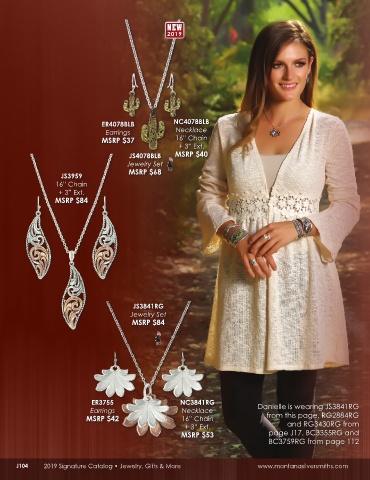 NEW
2019
ER4078BLB
Earrings
MSRP $37
NC4078BLB
Necklace
16" Chain
+ 3" Ext.
MSRP $40
JS4078BLB
Jewelry Set
MSRP $68
JS3959
16" Chain
+ 3" Ext.
MSRP $84
JS3841RG
Jewelry Set
MSRP $84
ER3755
Earrings
MSRP $42
NC3841RG
Necklace
16" Chain
+ 3" Ext.
MSRP $53
Danielle is wearing JS3841RG
from this page, RG2884RG
and RG3430RG from
page J17, BC3355RG and
BC3759RG from page 112
J104
2019 Signature Catalog • Jewelry, Gifts & More
www.montanasilversmiths.com